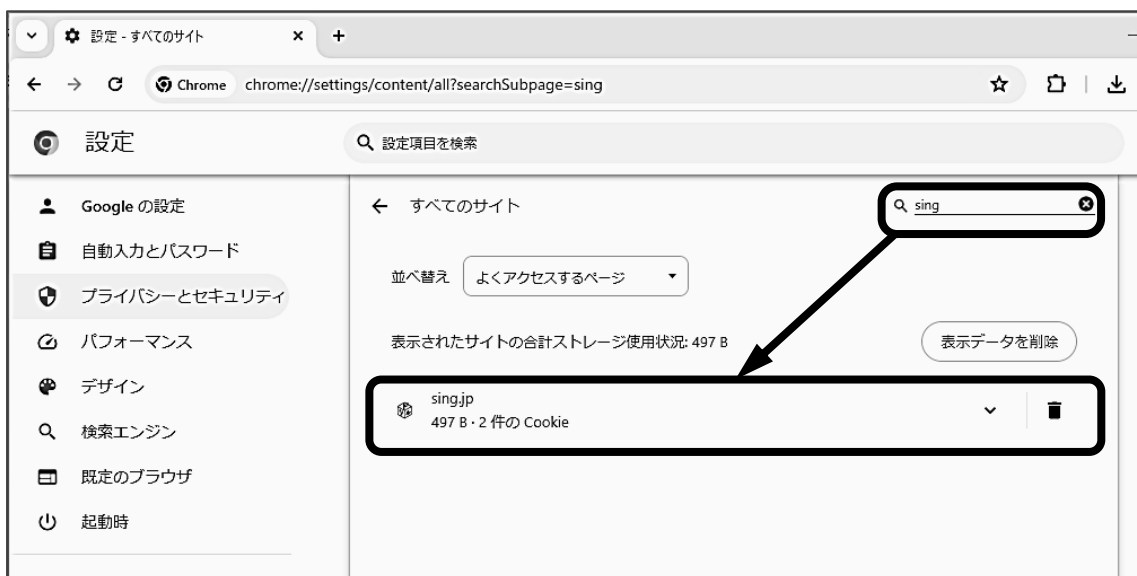 設定 - すべてのサイト
Chrome chrome://settings/content/all?searchSubpage=sing
設定
設定項目を検索
Google の設定
自動入力とパスワード
プライバシーとセキュリティ
パフォーマンス
デザイン
検索エンジン
既定のブラウザ
起動時
すべてのサイト
sing
並べ替え よくアクセスするページ
表示されたサイトの合計ストレージ使用状況: 497 B
表示データを削除
sing.jp
497 B · 2 件の Cookie